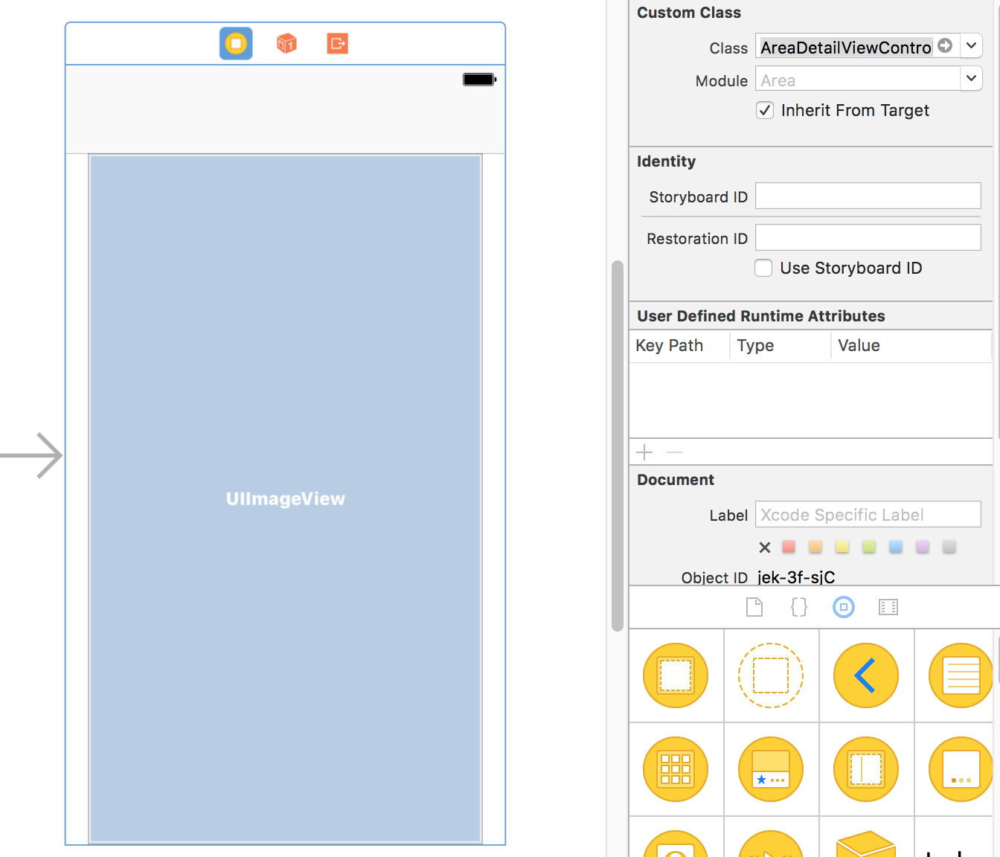 UIImageView
Custom Class
Class AreaDetailViewContro
Module Area
Inherit From Target
Identity
Storyboard ID
Restoration ID
Use Storyboard ID
User Defined Runtime Attributes
Key Path Type Value
Document
Label Xcode Specific Label
Object ID jek-3f-sjC